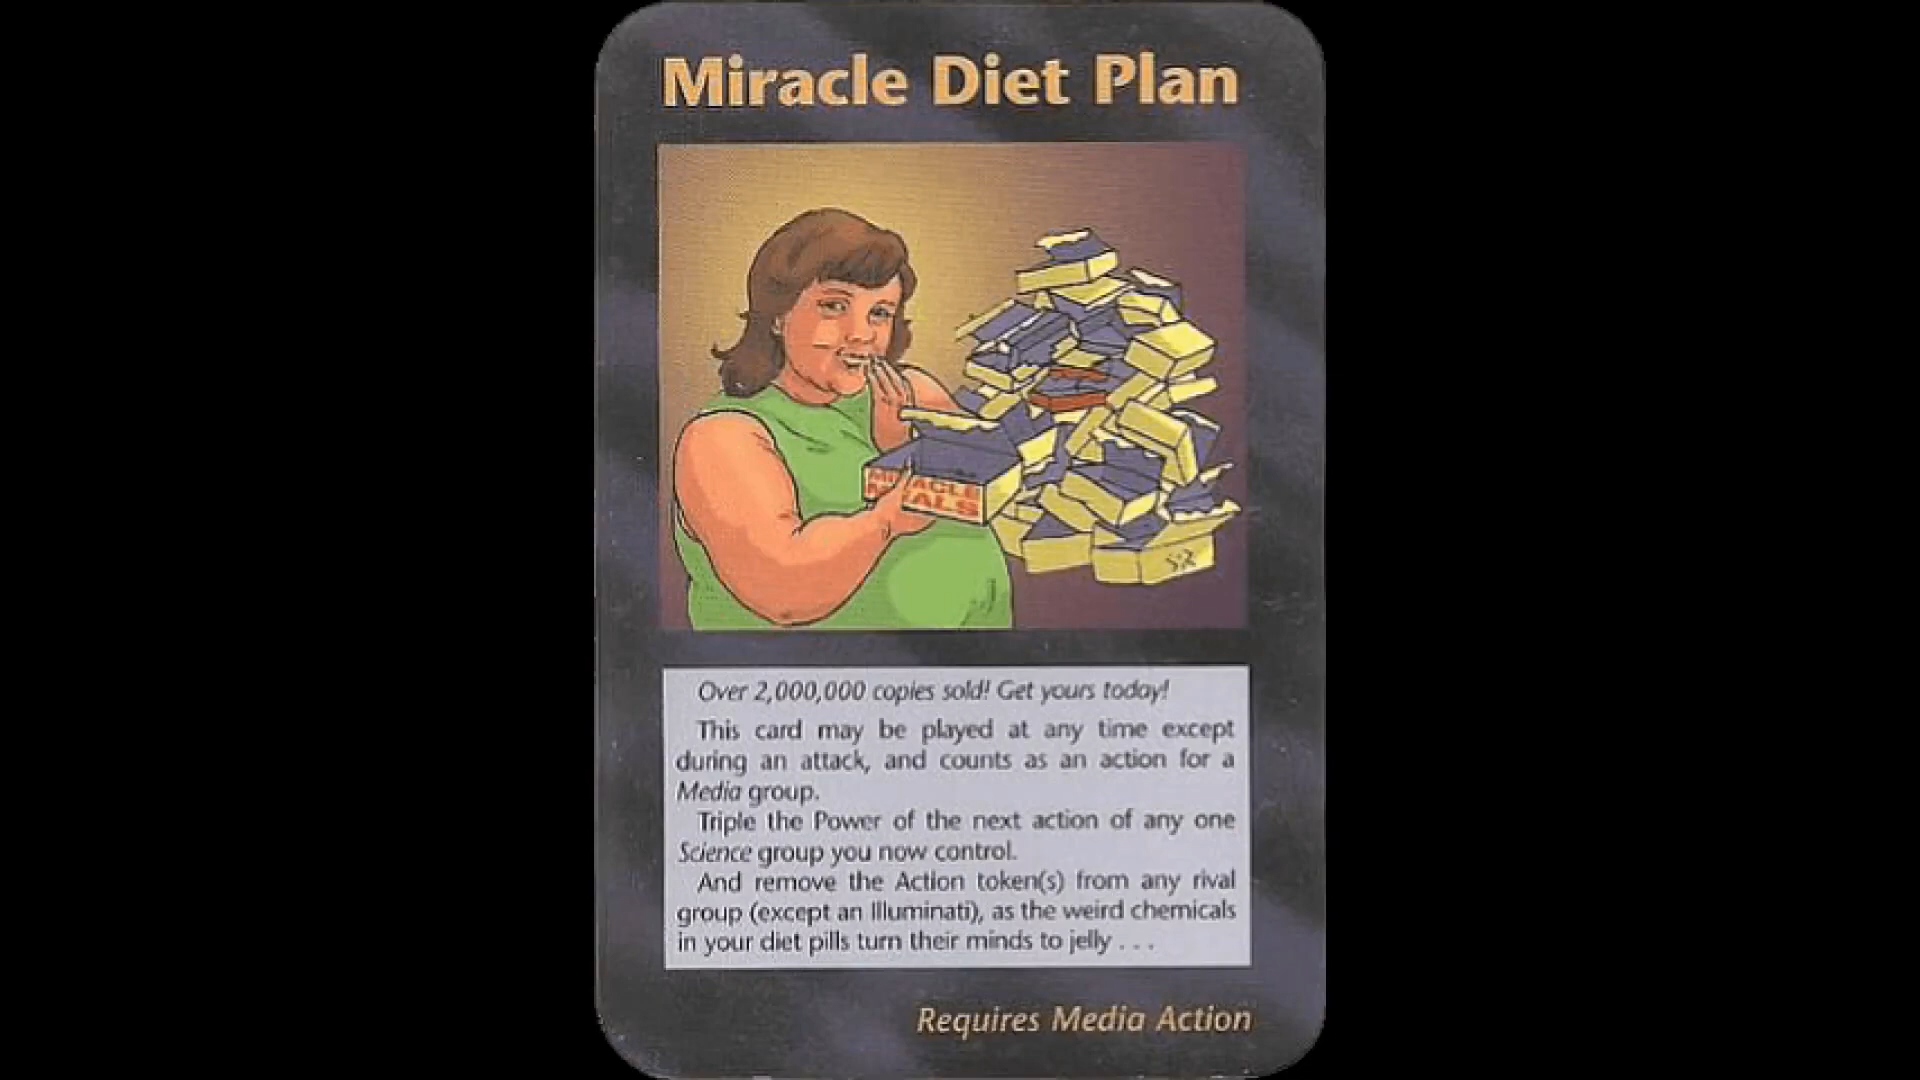 Miracle Diet Plan
MIRACLE
MEALS
Over 2,000,000 copies sold! Get yours today!
This card may be played at any time except
during an attack, and counts as an action for a
Media group.
Triple the Power of the next action of any one
Science group you now control.
And remove the Action token(s) from any rival
group (except an Illuminati), as the weird chemicals
in your diet pills turn their minds to jelly . . .
Requires Media Action